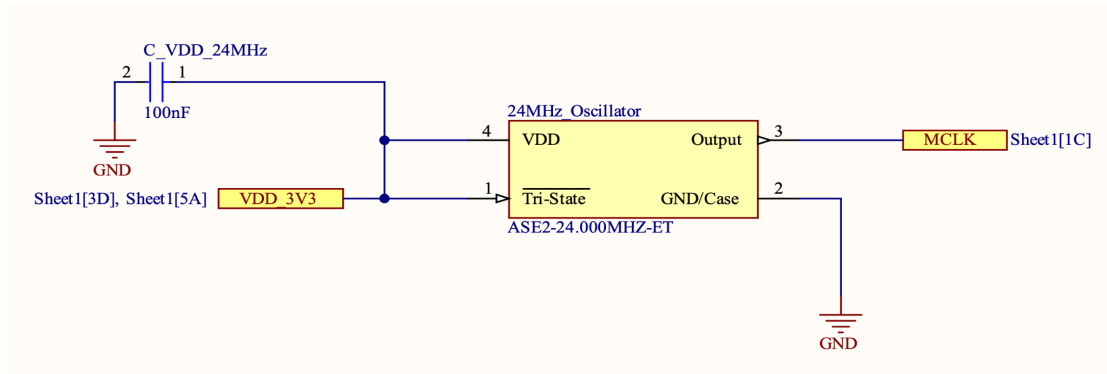 C_VDD_24MHz
2 1
100nF
GND
24MHz_Oscillator
4 VDD Output 3 MCLK Sheet1[1C]
Sheet1[3D], Sheet1[5A] VDD_3V3 1 Tri-State GND/Case 2
ASE2-24.000MHZ-ET
GND